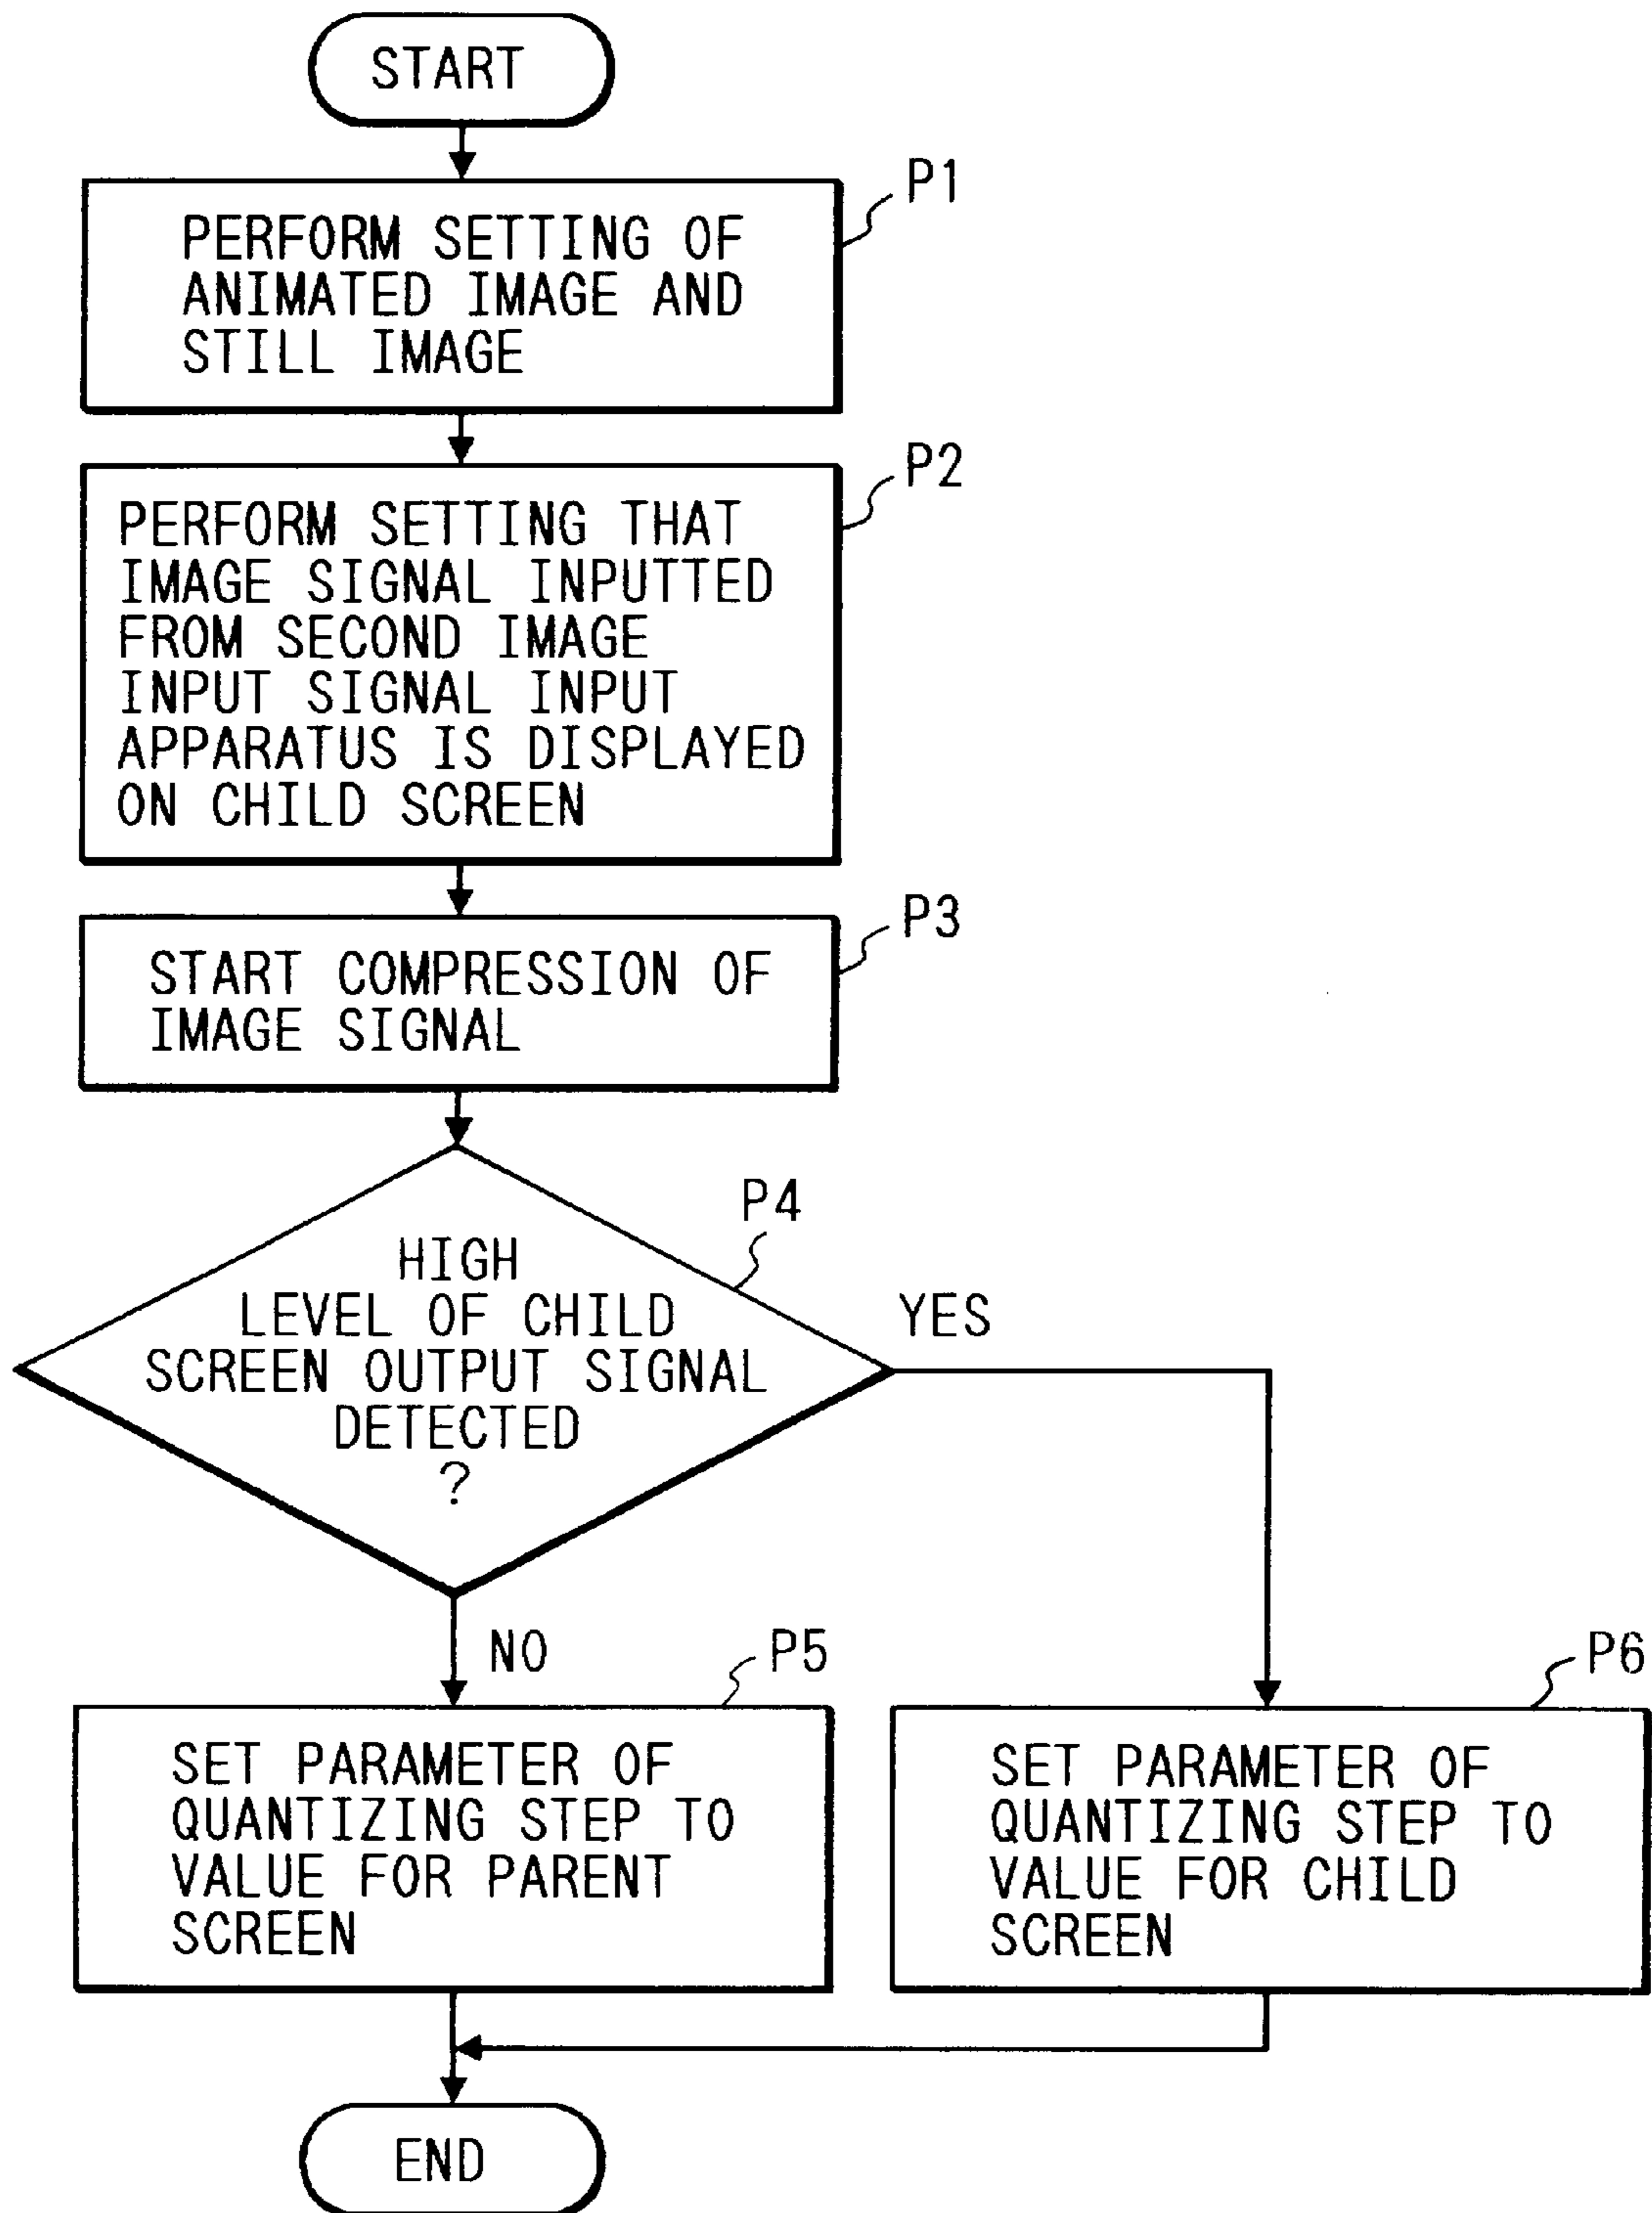 START
P1
PERFORM SETTING OF
ANIMATED IMAGE AND
STILL IMAGE
P2
PERFORM SETTING THAT
IMAGE SIGNAL INPUTTED
FROM SECOND IMAGE
INPUT SIGNAL INPUT
APPARATUS IS DISPLAYED
ON CHILD SCREEN
P3
START COMPRESSION OF
IMAGE SIGNAL
P4
HIGH
LEVEL OF CHILD
SCREEN OUTPUT SIGNAL
DETECTED
?
YES
NO
P5
SET PARAMETER OF
QUANTIZING STEP TO
VALUE FOR PARENT
SCREEN
P6
SET PARAMETER OF
QUANTIZING STEP TO
VALUE FOR CHILD
SCREEN
END